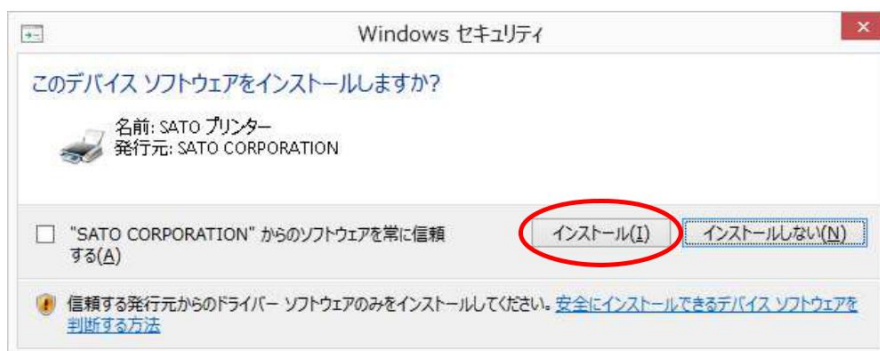 Windows セキュリティ
このデバイス ソフトウェアをインストールしますか?
名前: SATO プリンター
発行元: SATO CORPORATION
"SATO CORPORATION" からのソフトウェアを常に信頼
する(A)
インストール(I)
インストールしない(N)
信頼する発行元からのドライバー ソフトウェアのみをインストールしてください。安全にインストールできるデバイス ソフトウェアを
判断する方法